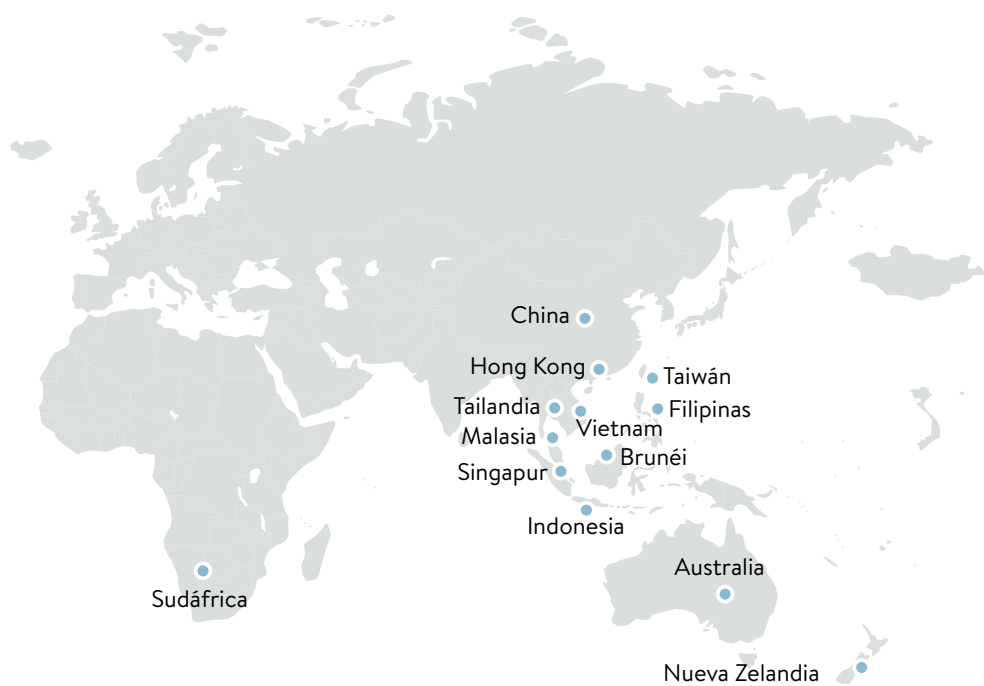 China
Hong Kong
Taiwán
Tailandia
Filipinas
Vietnam
Malasia
Brunéi
Singapur
Indonesia
Australia
Sudáfrica
Nueva Zelandia